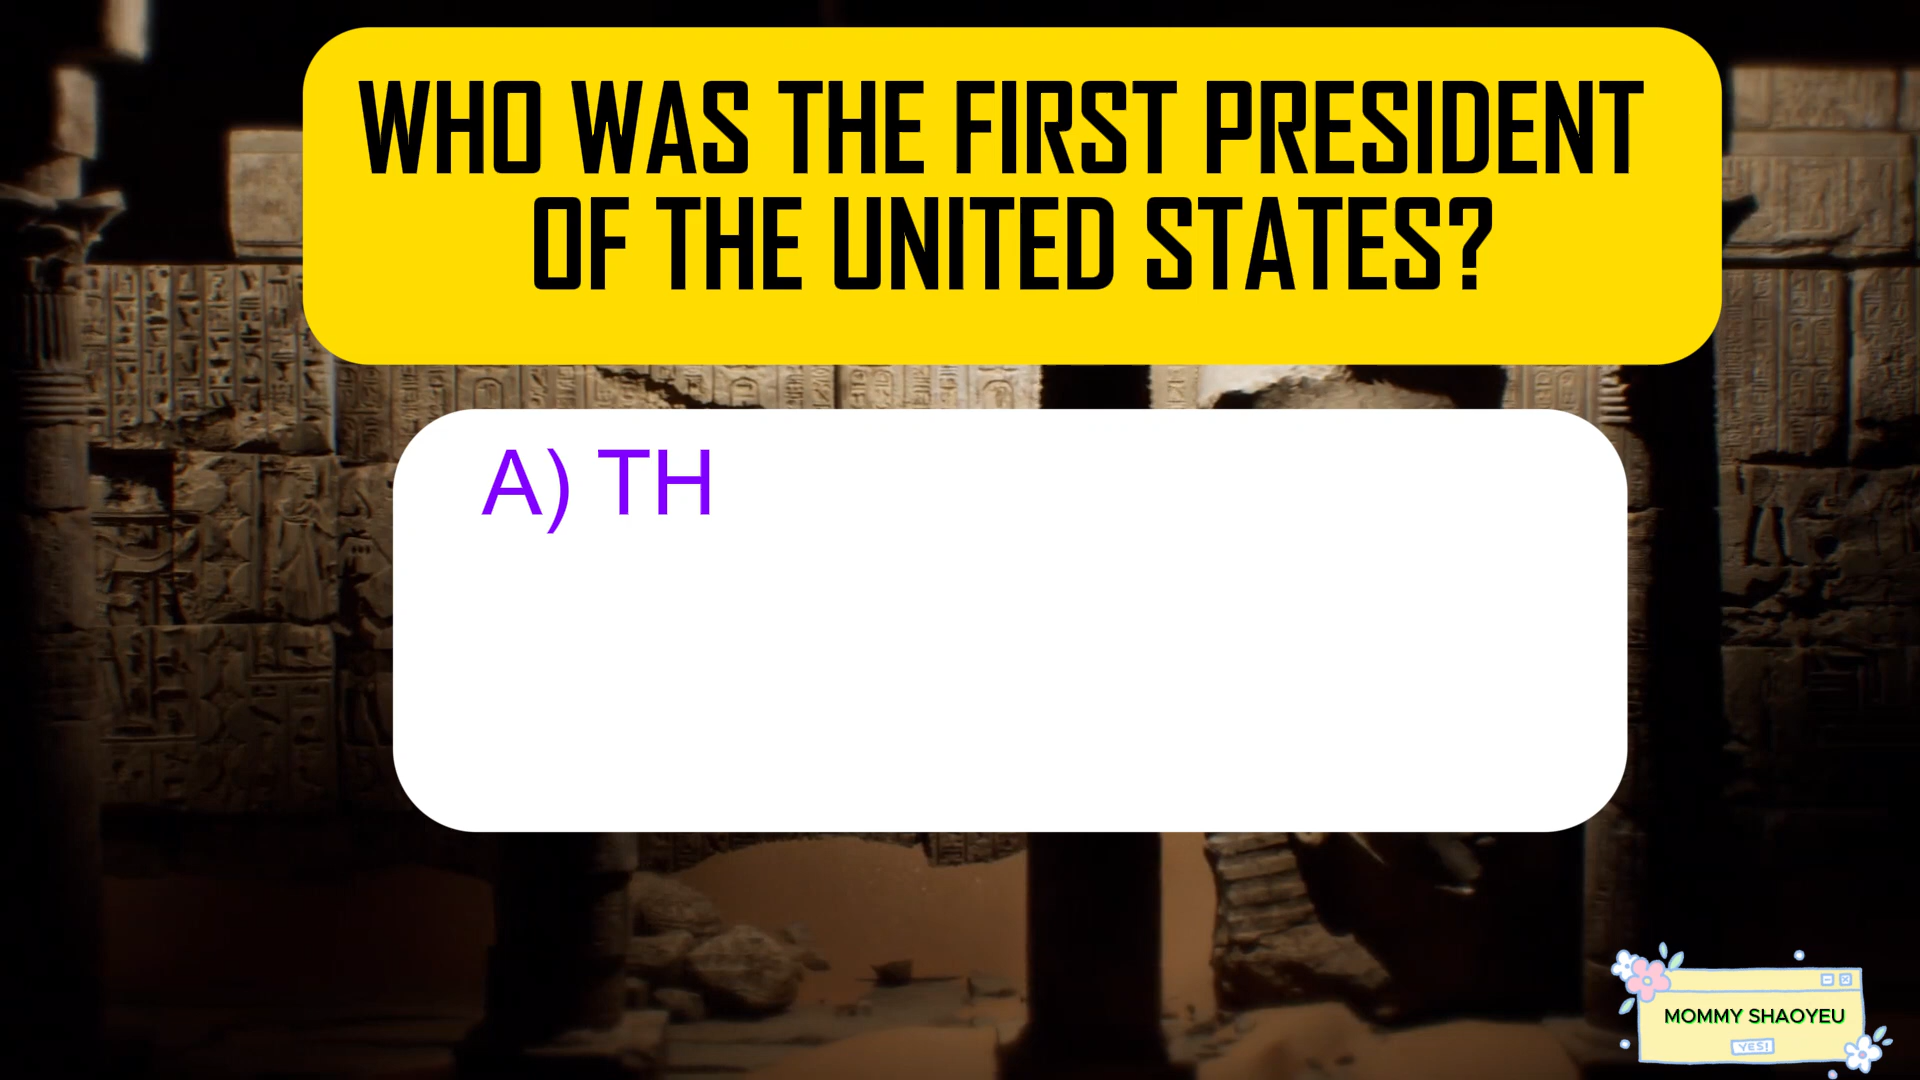 WHO WAS THE FIRST PRESIDENT
OF THE UNITED STATES?
A) TH
MOMMY SHAOYEU
YES!